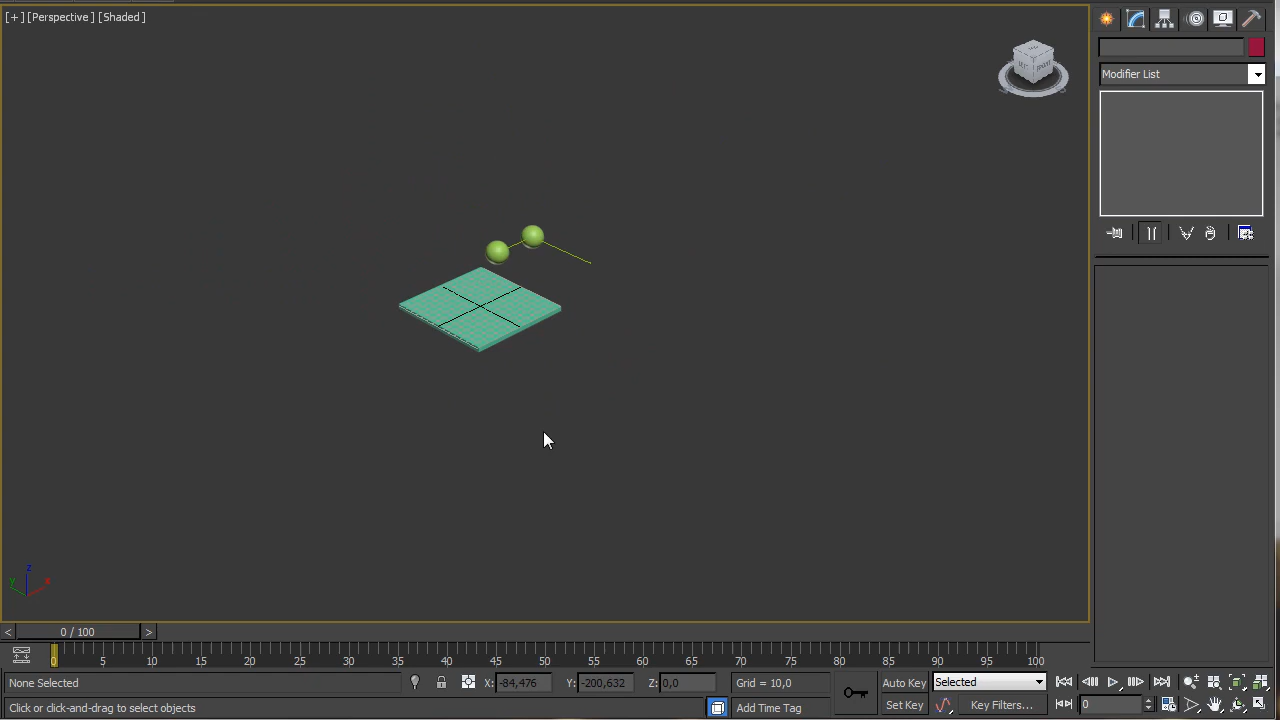 [+] [Perspective] [Shaded]
Modifier List
Z
Y
X
< 0 / 100 >
0 5 10 15 20 25 30 35 40 45 50 55 60 65 70 75 80 85 90 95 100
None Selected X: -84,476 Y: -200,632 Z: 0,0 Grid = 10,0 Auto Key Selected
Click or click-and-drag to select objects Add Time Tag Set Key Key Filters... 0